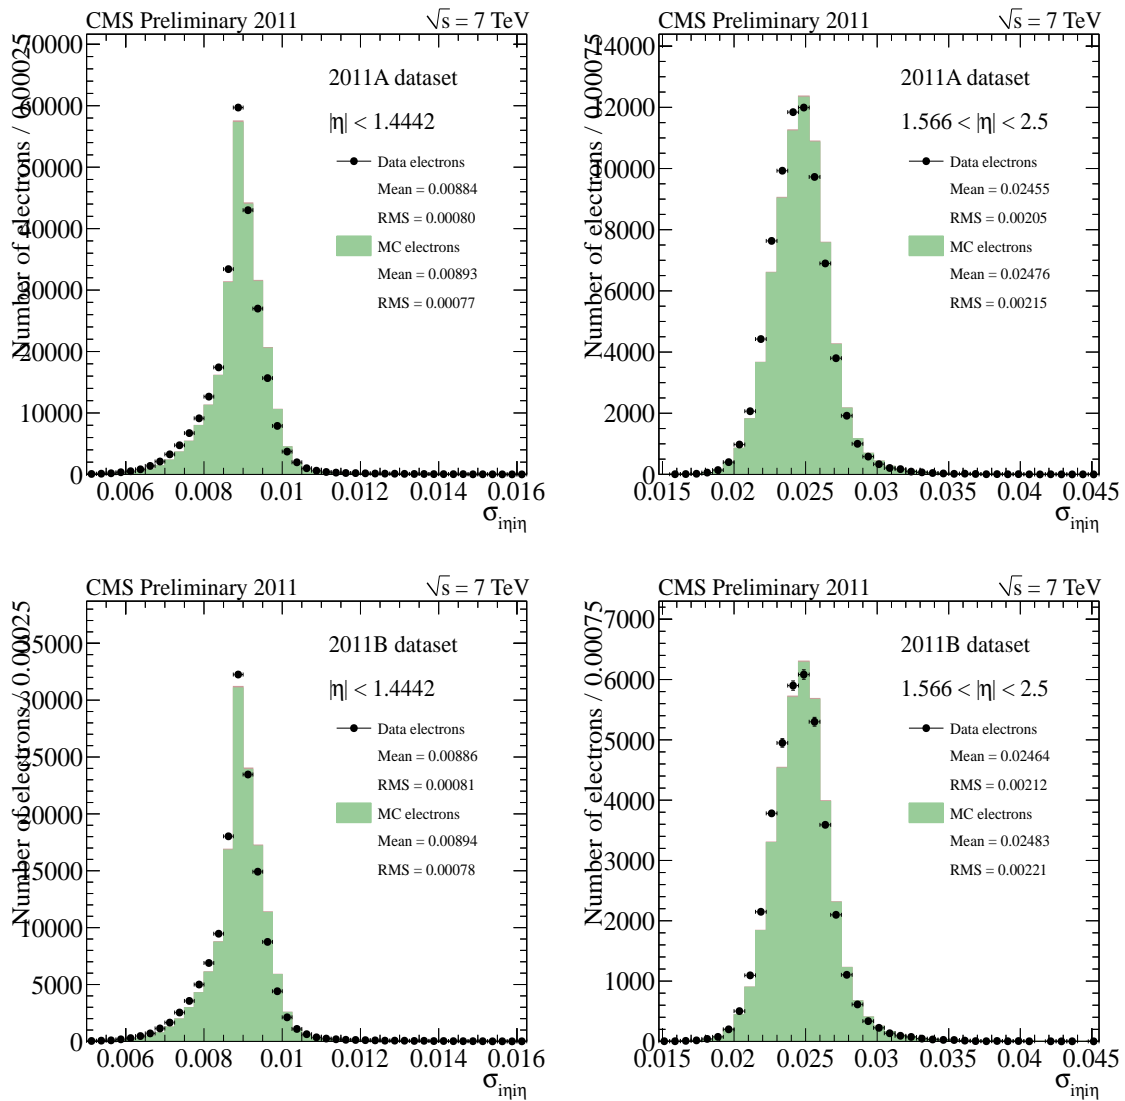 CMS Preliminary 2011 √s = 7 TeV
Number of electrons / 0.00025
70000
60000
50000
40000
30000
20000
10000
0
2011A dataset
|η| < 1.4442
Data electrons
Mean = 0.00884
RMS = 0.00080
MC electrons
Mean = 0.00893
RMS = 0.00077
0.006 0.008 0.01 0.012 0.014 0.016
σiηiη
CMS Preliminary 2011 √s = 7 TeV
Number of electrons / 0.00075
14000
12000
10000
8000
6000
4000
2000
0
2011A dataset
1.566 < |η| < 2.5
Data electrons
Mean = 0.02455
RMS = 0.00205
MC electrons
Mean = 0.02476
RMS = 0.00215
0.015 0.02 0.025 0.03 0.035 0.04 0.045
σiηiη
CMS Preliminary 2011 √s = 7 TeV
Number of electrons / 0.00025
35000
30000
25000
20000
15000
10000
5000
0
2011B dataset
|η| < 1.4442
Data electrons
Mean = 0.00886
RMS = 0.00081
MC electrons
Mean = 0.00894
RMS = 0.00078
0.006 0.008 0.01 0.012 0.014 0.016
σiηiη
CMS Preliminary 2011 √s = 7 TeV
Number of electrons / 0.00075
7000
6000
5000
4000
3000
2000
1000
0
2011B dataset
1.566 < |η| < 2.5
Data electrons
Mean = 0.02464
RMS = 0.00212
MC electrons
Mean = 0.02483
RMS = 0.00221
0.015 0.02 0.025 0.03 0.035 0.04 0.045
σiηiη